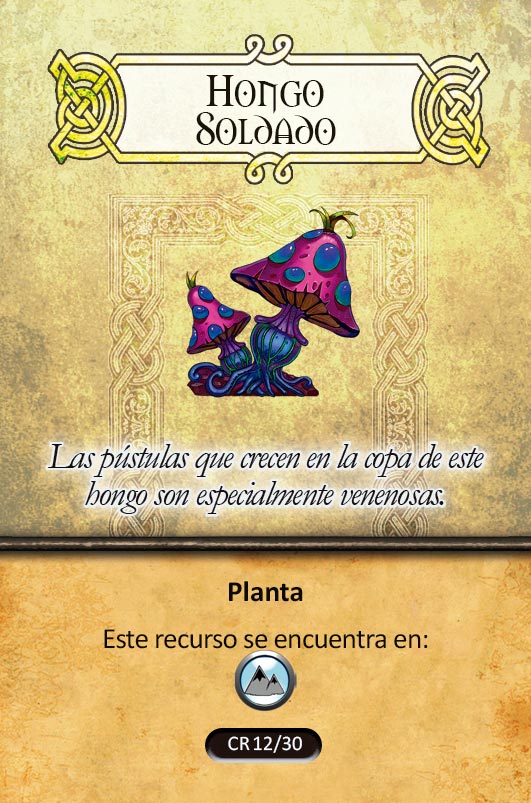 Hongo
Soldado
Las pústulas que crecen en la copa de este
hongo son especialmente venenosas.
Planta
Este recurso se encuentra en:
CR 12/30